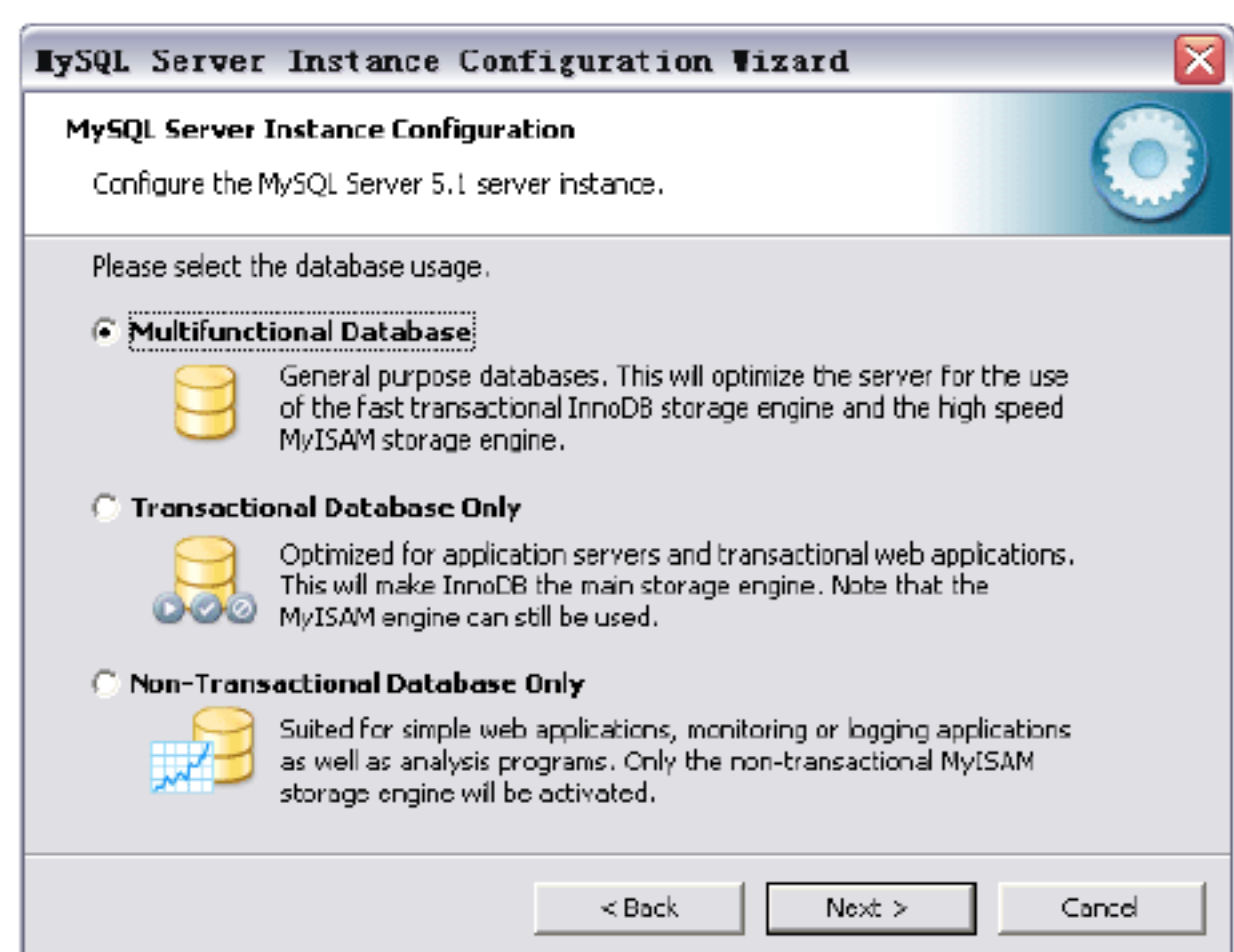 MySQL Server Instance Configuration Wizard
MySQL Server Instance Configuration
Configure the MySQL Server 5.1 server instance.
Please select the database usage.
Multifunctional Database
General purpose databases. This will optimize the server for the use
of the fast transactional InnoDB storage engine and the high speed
MyISAM storage engine.
Transactional Database Only
Optimized for application servers and transactional web applications.
This will make InnoDB the main storage engine. Note that the
MyISAM engine can still be used.
Non-Transactional Database Only
Suited for simple web applications, monitoring or logging applications
as well as analysis programs. Only the non-transactional MyISAM
storage engine will be activated.
< Back Next > Cancel